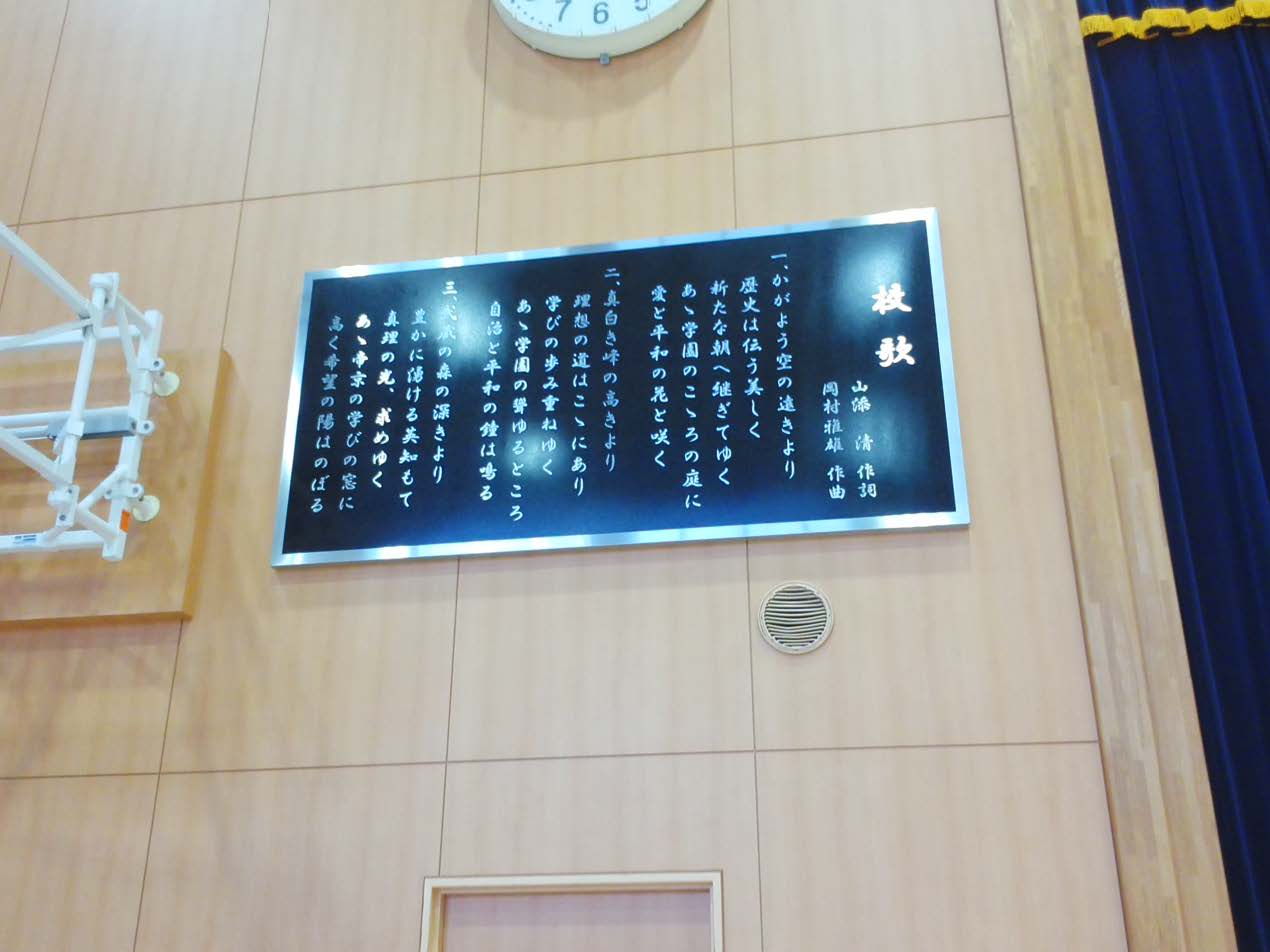 校歌
山添 清 作詞
岡村雅雄 作曲
一、かがよう空の遠きより
歴史は伝う美しく
新たな朝へ継ぎてゆく
あゝ学園のこゝろの庭に
愛と平和の花と咲く
二、真白き峰の高きより
理想の道はこゝにあり
学びの歩み重ねゆく
あゝ学園の聳ゆるところ
自治と平和の鐘は鳴る
三、武蔵の森の深きより
豊かに湧ける英知もて
真理の光、求めゆく
あゝ帝京の学びの窓に
高く希望の陽はのぼる
7 6 5